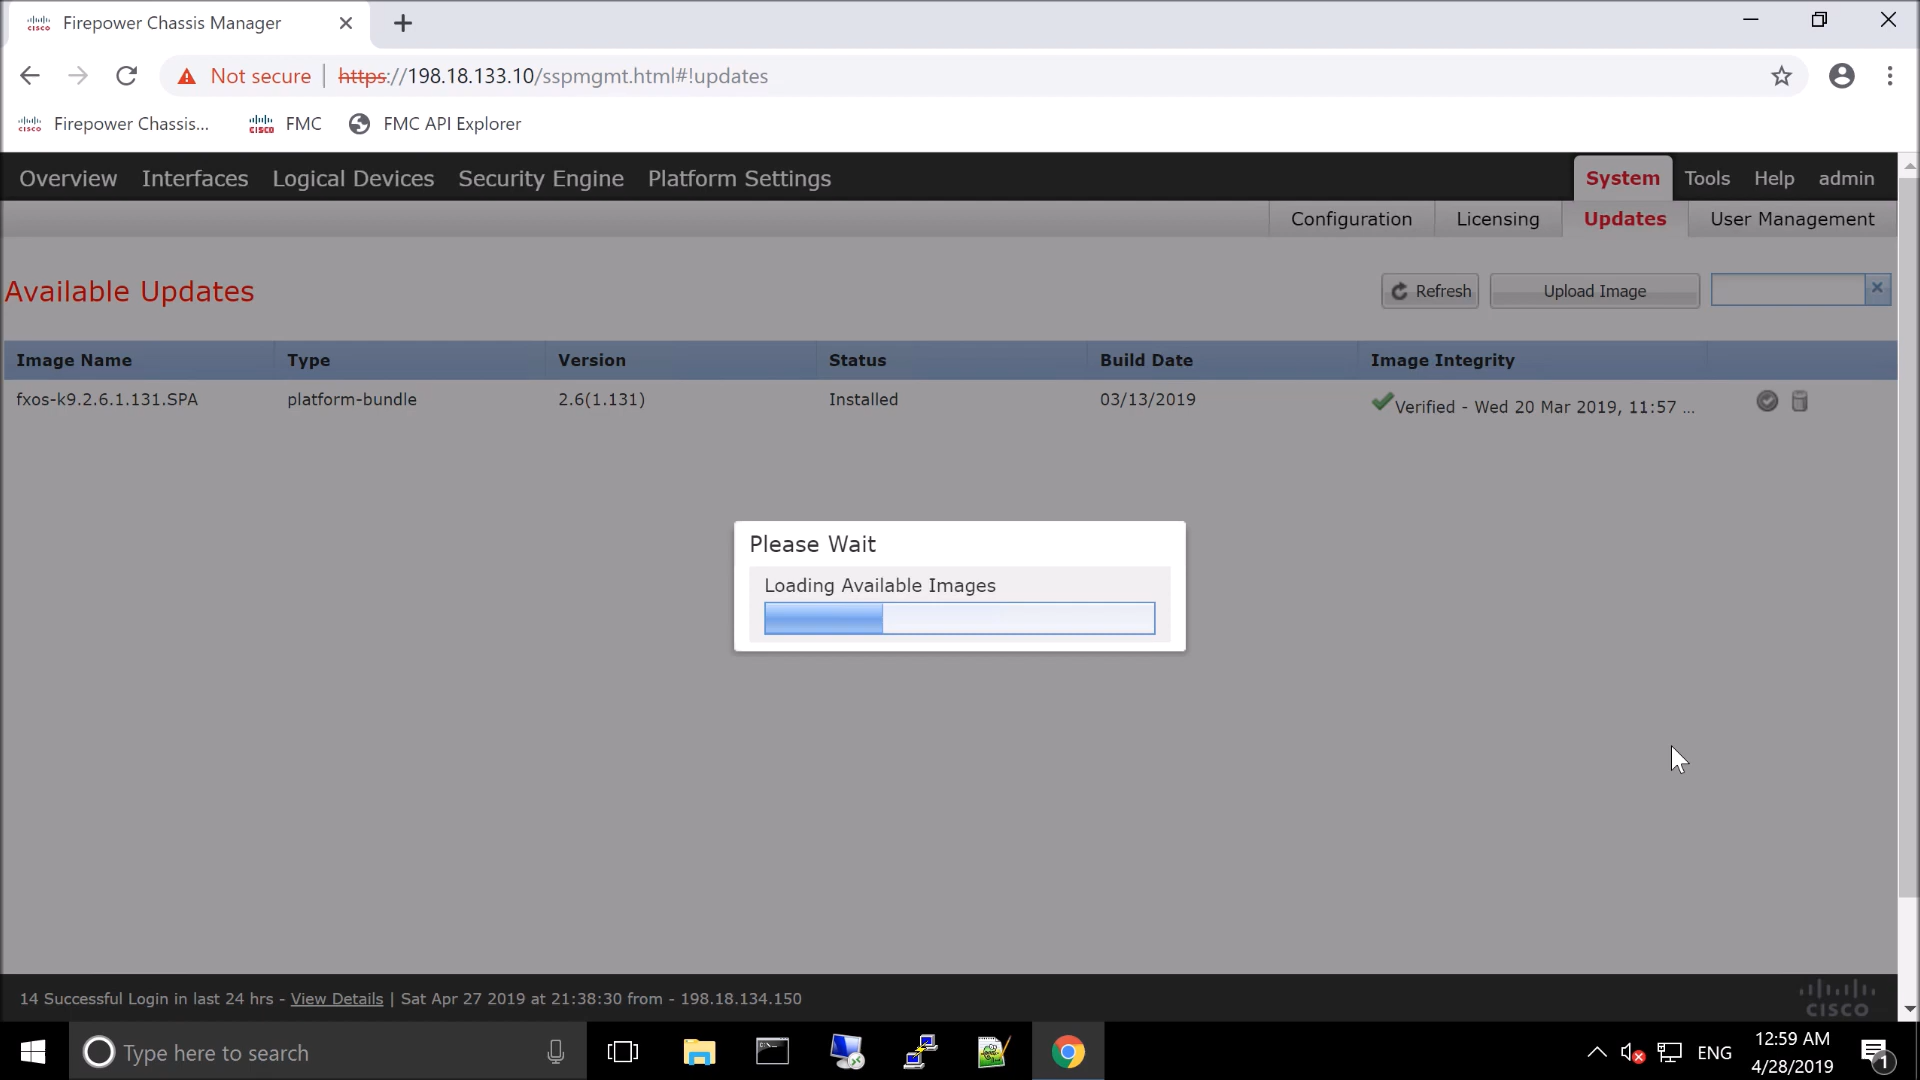 Firepower Chassis Manager
Not secure | https://198.18.133.10/sspmgmt.html#!updates
Firepower Chassis...
CISCO FMC
FMC API Explorer
Overview Interfaces Logical Devices Security Engine Platform Settings System Tools Help admin
Configuration Licensing Updates User Management
Available Updates
Refresh
Upload Image
Image Name Type Version Status Build Date Image Integrity
fxos-k9.2.6.1.131.SPA platform-bundle 2.6(1.131) Installed 03/13/2019 Verified - Wed 20 Mar 2019, 11:57 ...
Please Wait
Loading Available Images
14 Successful Login in last 24 hrs - View Details | Sat Apr 27 2019 at 21:38:30 from - 198.18.134.150
CISCO
Type here to search
ENG
12:59 AM
4/28/2019
1